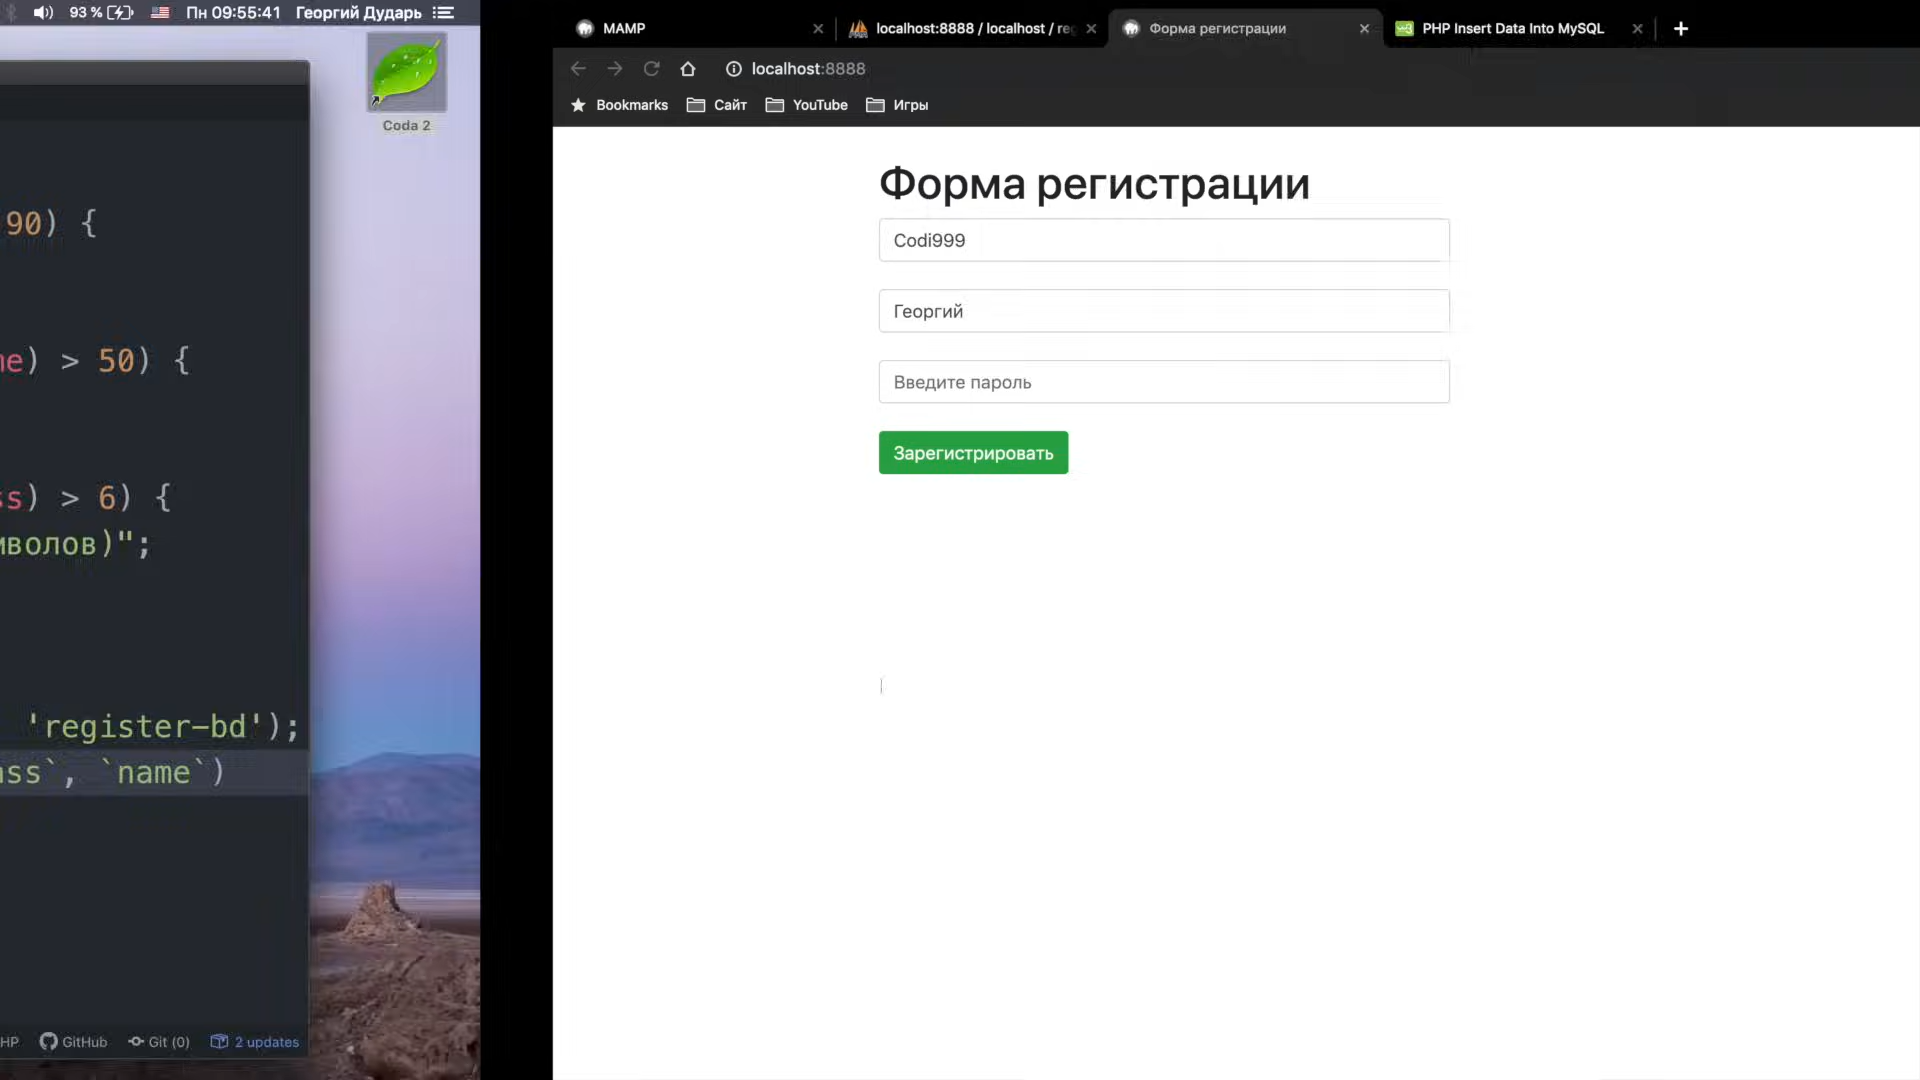 93 %
Пн 09:55:41 Георгий Дударь
Coda 2
90) {
) > 50) {
) > 6) {
волов)";
'register-bd');
ss`, `name`)
HP GitHub Git (0) 2 updates
MAMP
localhost:8888 / localhost / re
Форма регистрации
PHP Insert Data Into MySQL
localhost:8888
Bookmarks Сайт YouTube Игры
Форма регистрации
Codi999
Георгий
Введите пароль
Зарегистрировать